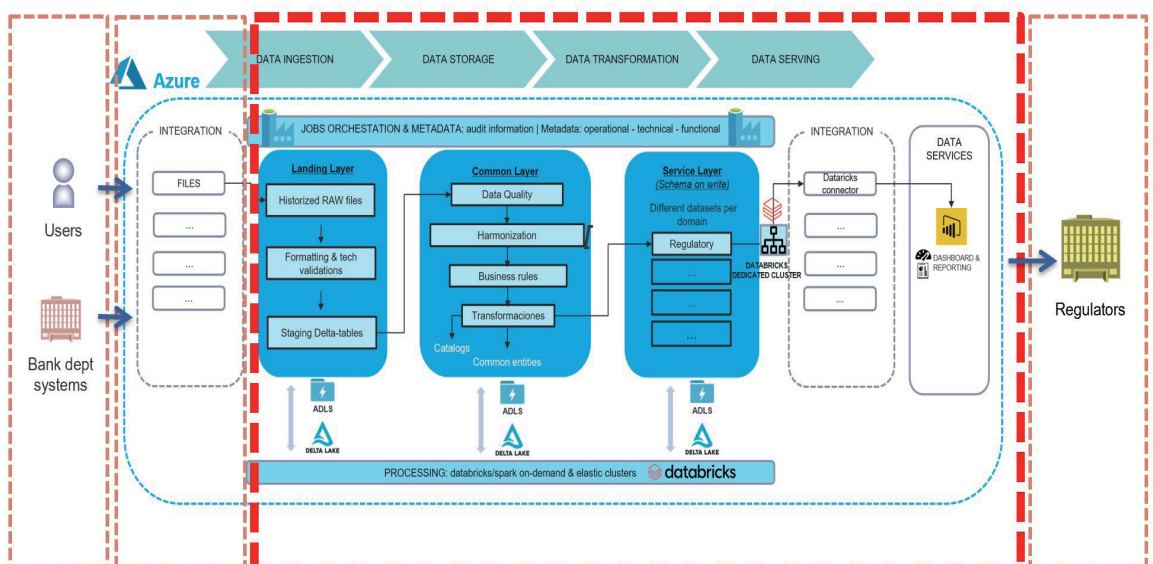 DATA INGESTION
DATA STORAGE
DATA TRANSFORMATION
DATA SERVING
Azure
JOBS ORCHESTATION & METADATA: audit information | Metadata: operational - technical - functional
Users
Bank dept
systems
INTEGRATION
FILES
...
...
...
Landing Layer
Historized RAW files
Formatting & tech
validations
Staging Delta-tables
ADLS
DELTA LAKE
Common Layer
Data Quality
Harmonization
Business rules
Transformaciones
Catalogs
Common entities
ADLS
DELTA LAKE
Service Layer
(Schema on write)
Different datasets per
domain
Regulatory
...
...
...
ADLS
DELTA LAKE
DATABRICKS
DEDICATED CLUSTER
INTEGRATION
Dataricks
connector
...
...
...
DATA
SERVICES
DASHBOARD &
REPORTING
Regulators
PROCESSING: databricks/spark on-demand & elastic clusters
databricks